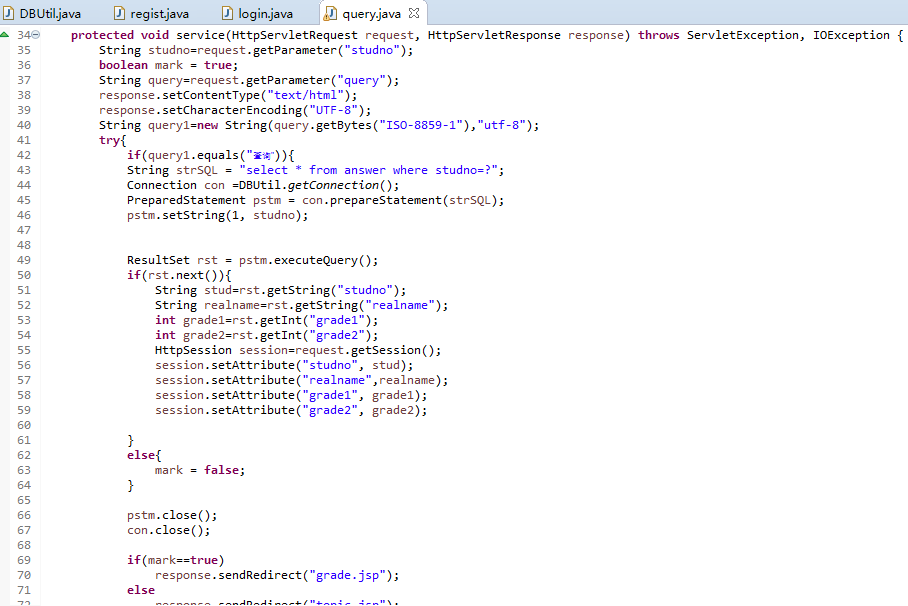 DBUtil.java regist.java login.java query.java
34 protected void service(HttpServletRequest request, HttpServletResponse response) throws ServletException, IOException {
35 String studno=request.getParameter("studno");
36 boolean mark = true;
37 String query=request.getParameter("query");
38 response.setContentType("text/html");
39 response.setCharacterEncoding("UTF-8");
40 String query1=new String(query.getBytes("ISO-8859-1"),"utf-8");
41 try{
42 if(query1.equals("查询")){
43 String strSQL = "select * from answer where studno=?";
44 Connection con =DBUtil.getConnection();
45 PreparedStatement pstm = con.prepareStatement(strSQL);
46 pstm.setString(1, studno);
47
48
49 ResultSet rst = pstm.executeQuery();
50 if(rst.next()){
51 String stud=rst.getString("studno");
52 String realname=rst.getString("realname");
53 int grade1=rst.getInt("grade1");
54 int grade2=rst.getInt("grade2");
55 HttpSession session=request.getSession();
56 session.setAttribute("studno", stud);
57 session.setAttribute("realname",realname);
58 session.setAttribute("grade1", grade1);
59 session.setAttribute("grade2", grade2);
60
61 }
62 else{
63 mark = false;
64 }
65
66 pstm.close();
67 con.close();
68
69 if(mark==true)
70 response.sendRedirect("grade.jsp");
71 else
72 response.sendRedirect("topic.jsp");